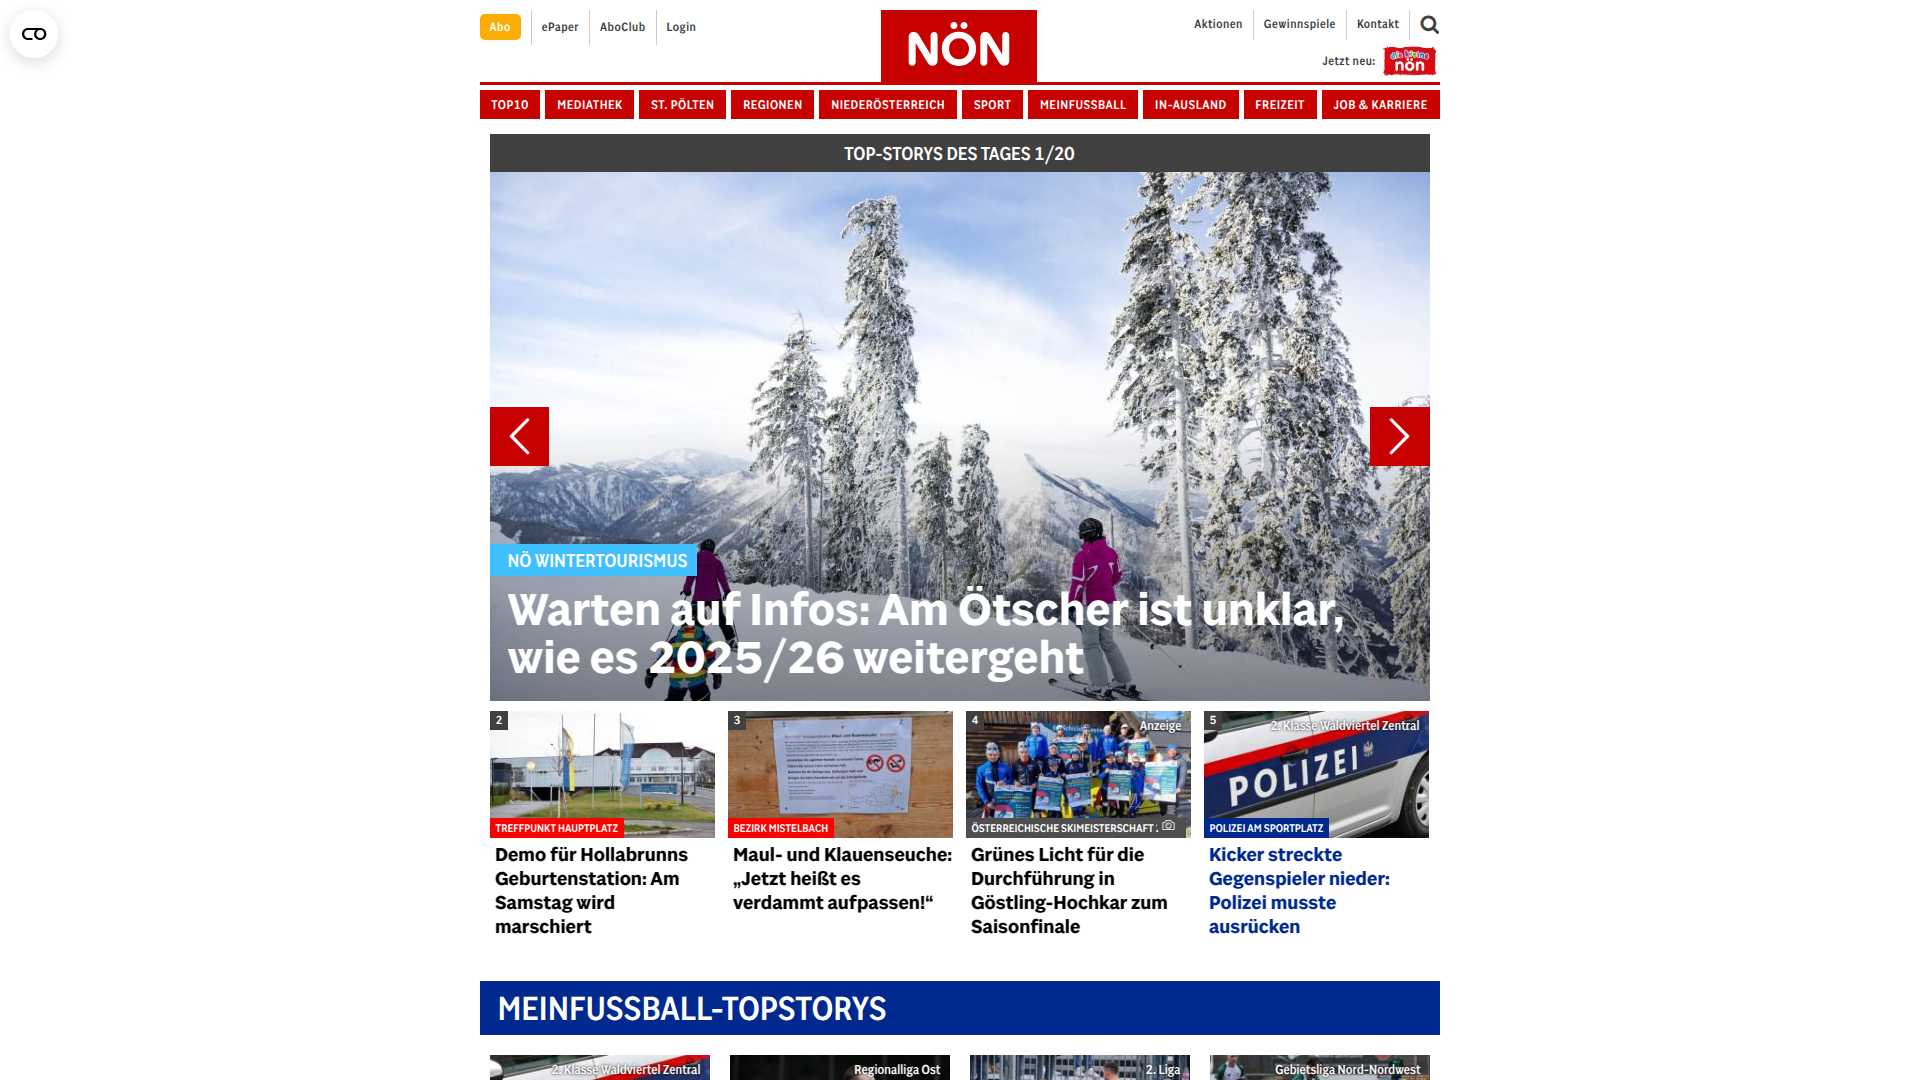 Abo
ePaper
AboClub
Login
NÖN
Aktionen
Gewinnspiele
Kontakt
Jetzt neu:
die kleine
nön
TOP10
MEDIATHEK
ST. PÖLTEN
REGIONEN
NIEDERÖSTERREICH
SPORT
MEINFUSSBALL
IN-AUSLAND
FREIZEIT
JOB & KARRIERE
TOP-STORYS DES TAGES 1/20
NÖ WINTERTOURISMUS
Warten auf Infos: Am Ötscher ist unklar,
wie es 2025/26 weitergeht
2
TREFFPUNKT HAUPTPLATZ
Demo für Hollabrunns
Geburtenstation: Am
Samstag wird
marschiert
3
BEZIRK MISTELBACH
Maul- und Klauenseuche:
„Jetzt heißt es
verdammt aufpassen!“
4
Anzeige
ÖSTERREICHISCHE SKIMEISTERSCHAFT .
Grünes Licht für die
Durchführung in
Göstling-Hochkar zum
Saisonfinale
5
2. Klasse Waldviertel Zentral
POLIZEI
POLIZEI AM SPORTPLATZ
Kicker streckte
Gegenspieler nieder:
Polizei musste
ausrücken
MEINFUSSBALL-TOPSTORYS
2. Klasse Waldviertel Zentral
Regionalliga Ost
2. Liga
Gebietsliga Nord-Nordwest